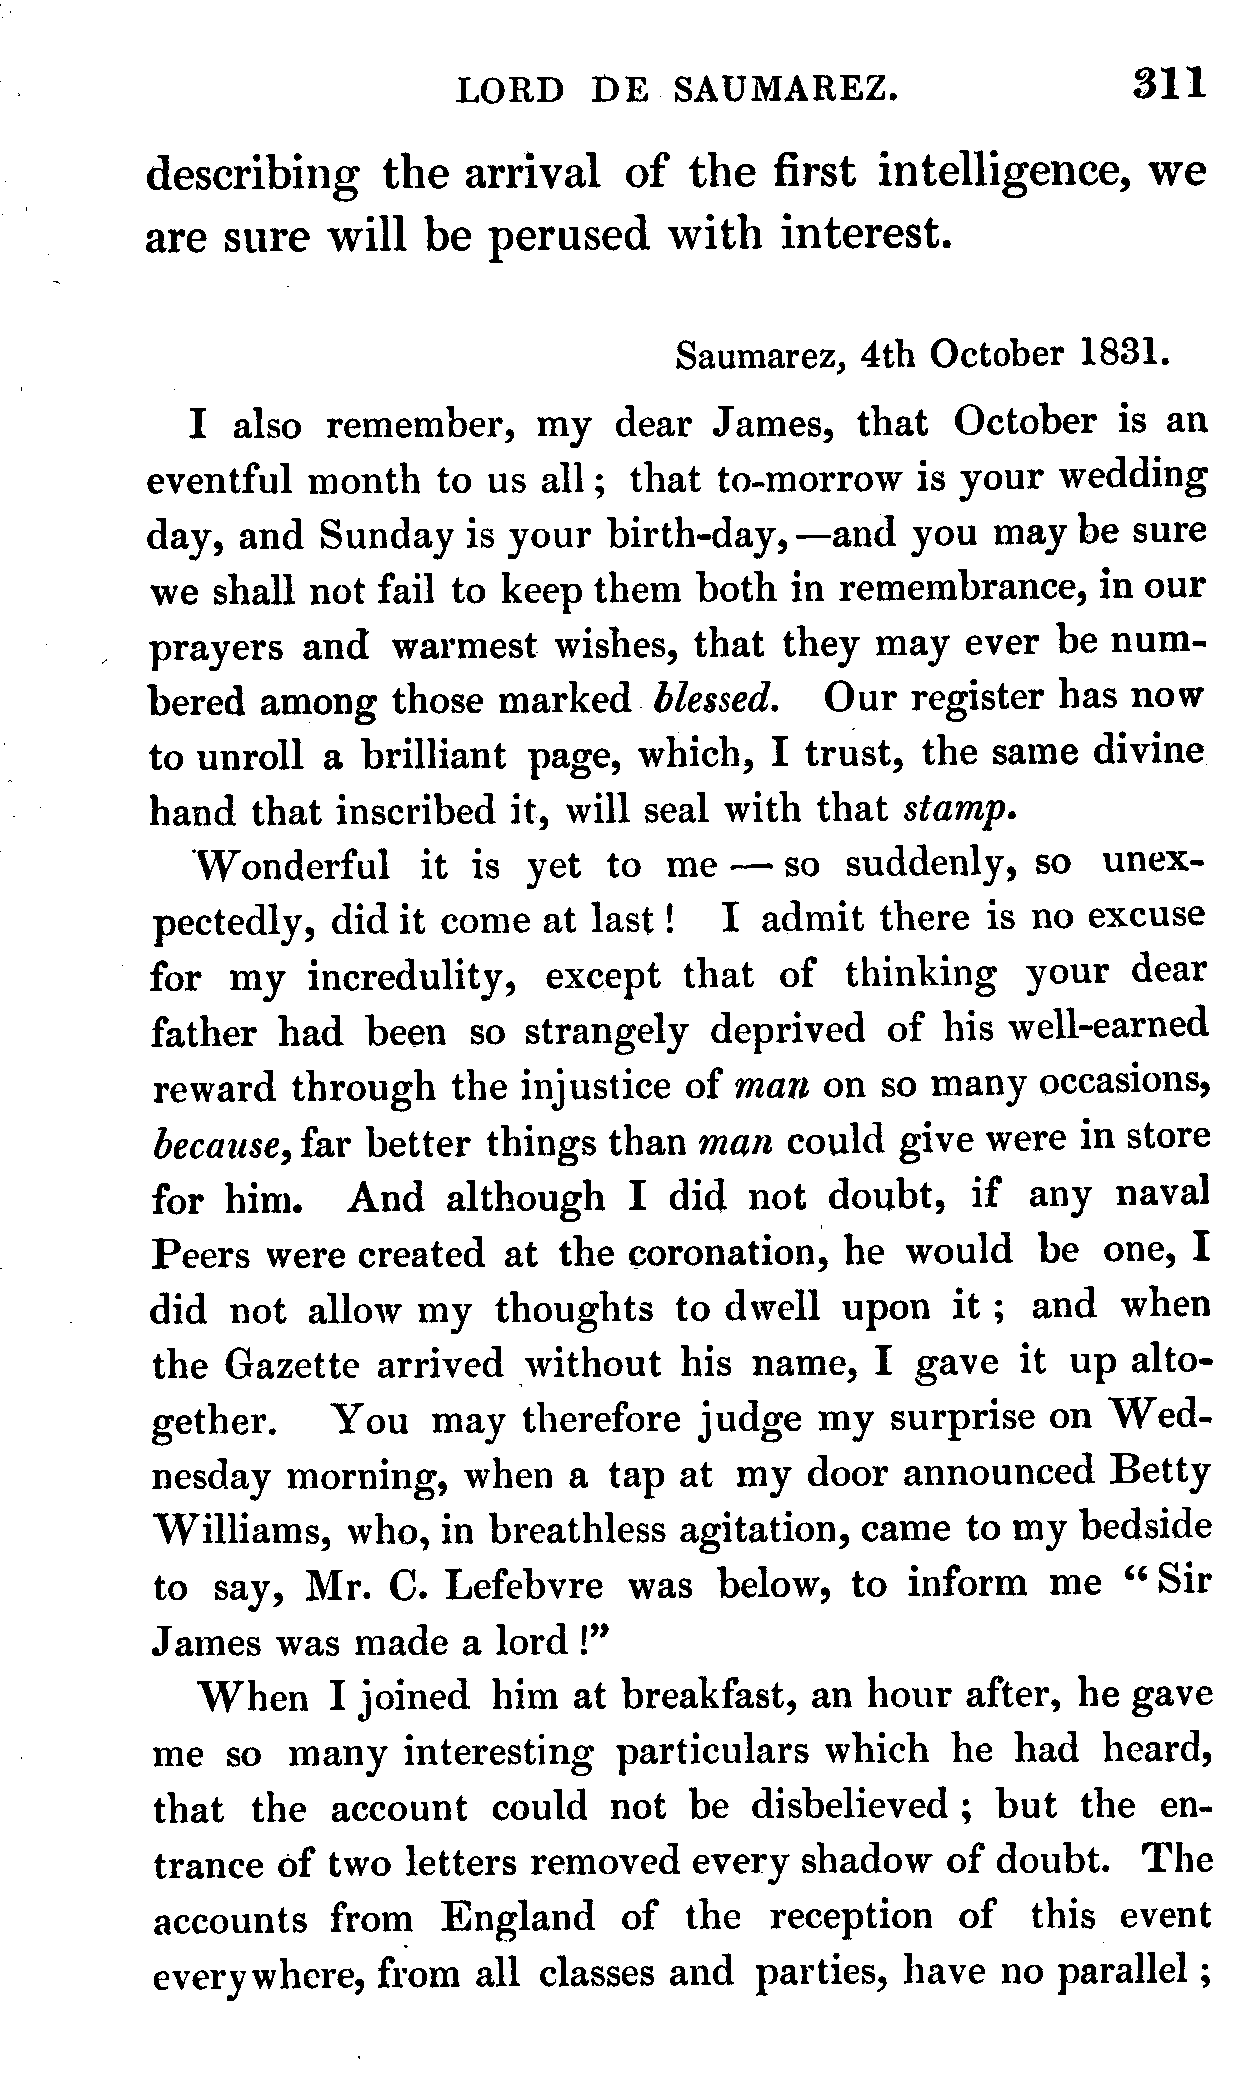 LORD DE SAUMAREZ. 311
describing the arrival of the first intelligence, we
are sure will be perused with interest.
Saumarez, 4th October 1831.
I also remember, my dear James, that October is an
eventful month to us all; that to-morrow is your wedding
day, and Sunday is your birth-day,—and you may be sure
we shall not fail to keep them both in remembrance, in our
prayers and warmest wishes, that they may ever be num-
bered among those marked blessed. Our register has now
to unroll a brilliant page, which, I trust, the same divine
hand that inscribed it, will seal with that stamp.
Wonderful it is yet to me — so suddenly, so unex-
pectedly, did it come at last! I admit there is no excuse
for my incredulity, except that of thinking your dear
father had been so strangely deprived of his well-earned
reward through the injustice of man on so many occasions,
because, far better things than man could give were in store
for him. And although I did not doubt, if any naval
Peers were created at the coronation, he would be one, I
did not allow my thoughts to dwell upon it; and when
the Gazette arrived without his name, I gave it up alto-
gether. You may therefore judge my surprise on Wed-
nesday morning, when a tap at my door announced Betty
Williams, who, in breathless agitation, came to my bedside
to say, Mr. C. Lefebvre was below, to inform me "Sir
James was made a lord!"
When I joined him at breakfast, an hour after, he gave
me so many interesting particulars which he had heard,
that the account could not be disbelieved; but the en-
trance of two letters removed every shadow of doubt. The
accounts from England of the reception of this event
everywhere, from all classes and parties, have no parallel;